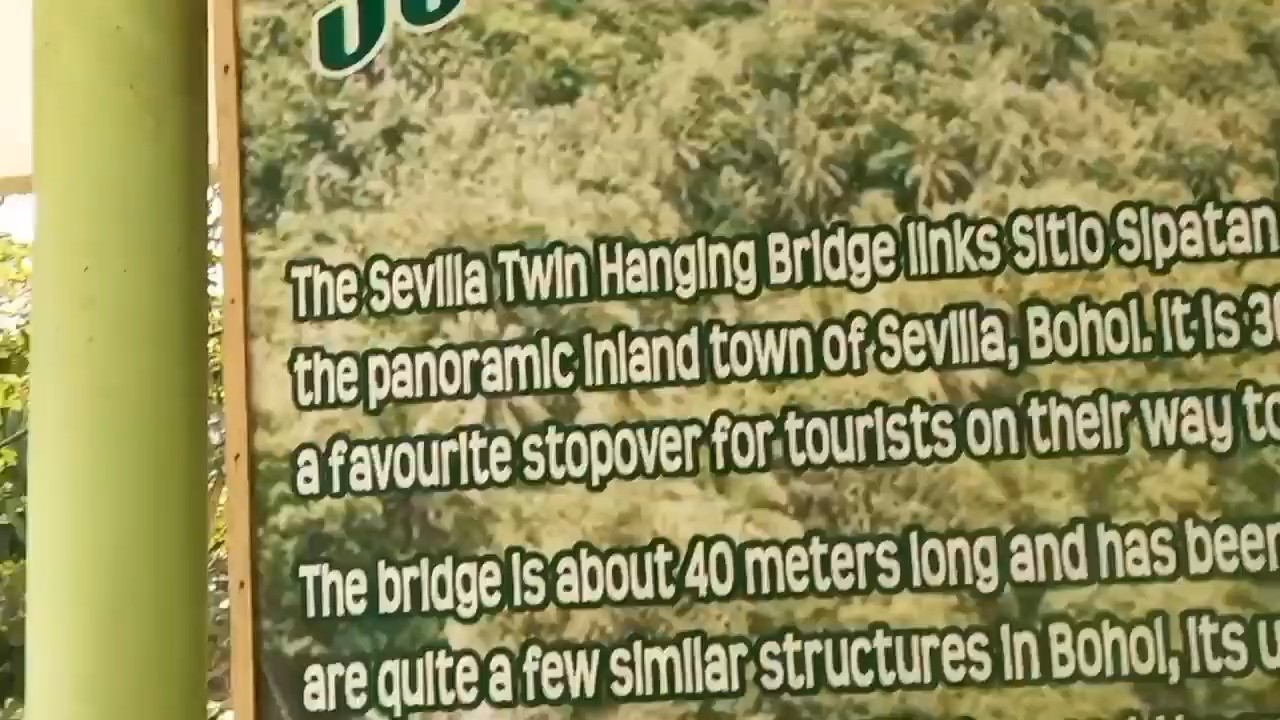 The Sevilla Twin Hanging Bridge links Sitio Sipatan
the panoramic inland town of Sevilla, Bohol. It is
a favourite stopover for tourists on their way
The bridge is about 40 meters long and has been
are quite a few similar structures in Bohol, its